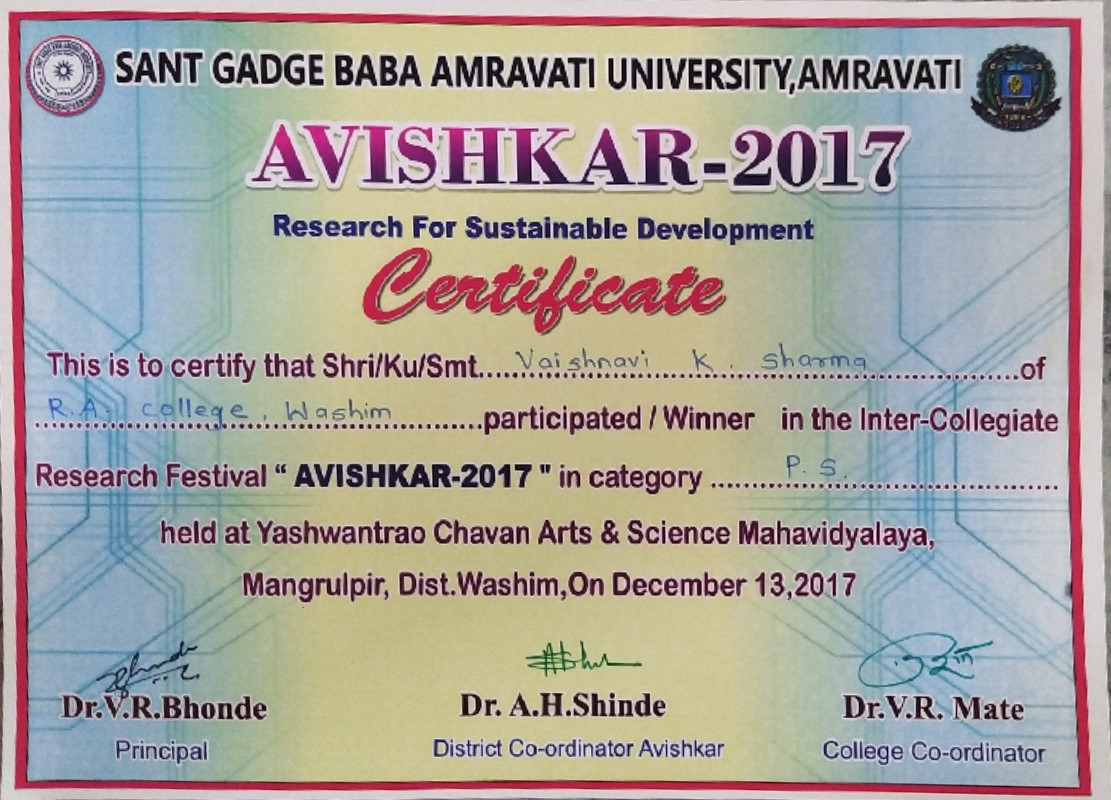 SANT GADGE BABA AMRAVATI UNIVERSITY,AMRAVATI
AVISHKAR-2017
Research For Sustainable Development
Certificate
This is to certify that Shri/Ku/Smt.....Vaishnavi K. Sharma.....of
R.A. College, Washim.....participated / Winner in the Inter-Collegiate
Research Festival “ AVISHKAR-2017 " in category .....P. S.....
held at Yashwantrao Chavan Arts & Science Mahavidyalaya,
Mangrulpir, Dist.Washim,On December 13,2017
Dr.V.R.Bhonde
Principal
Dr. A.H.Shinde
District Co-ordinator Avishkar
Dr.V.R. Mate
College Co-ordinator